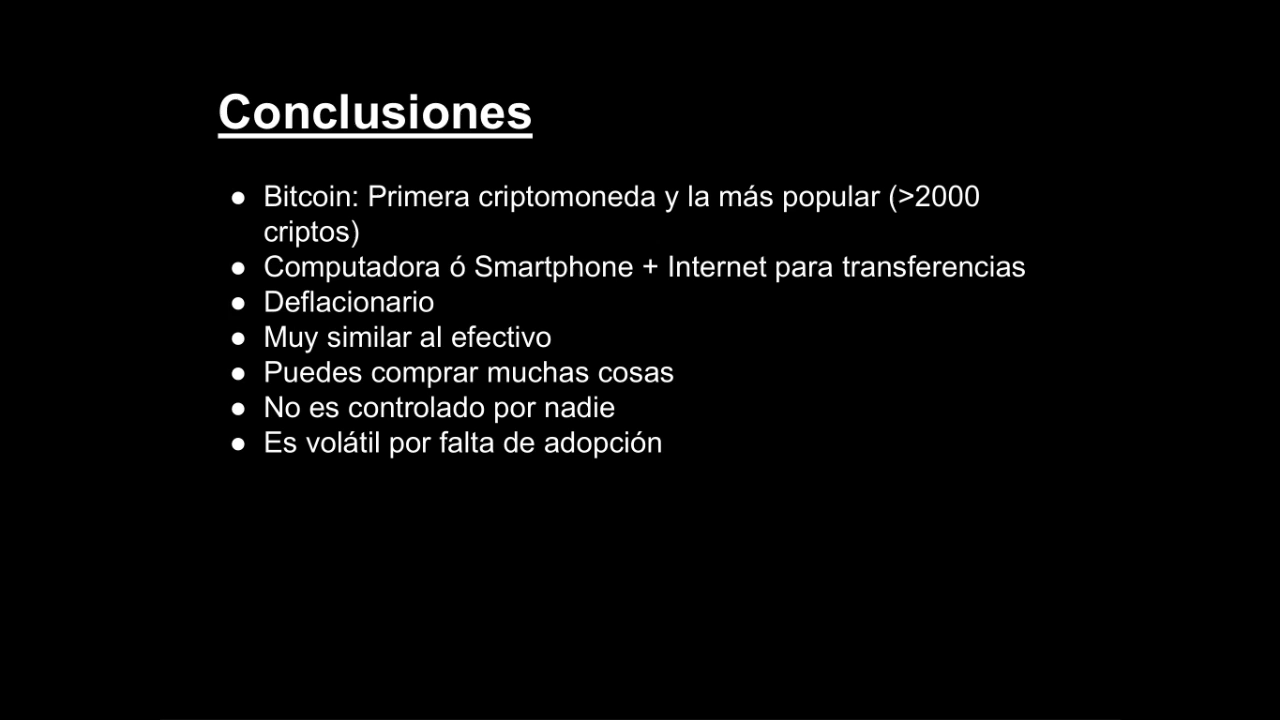 Conclusiones
● Bitcoin: Primera criptomoneda y la más popular (>2000
criptos)
● Computadora ó Smartphone + Internet para transferencias
● Deflacionario
● Muy similar al efectivo
● Puedes comprar muchas cosas
● No es controlado por nadie
● Es volátil por falta de adopción